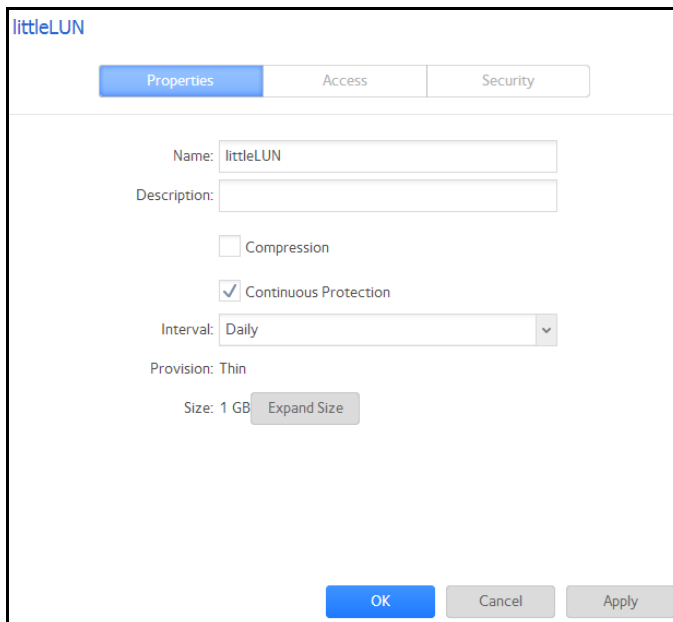 littleLUN
Properties Access Security
Name: littleLUN
Description:
Compression
Continuous Protection
Interval: Daily
Provision: Thin
Size: 1 GB Expand Size
OK Cancel Apply